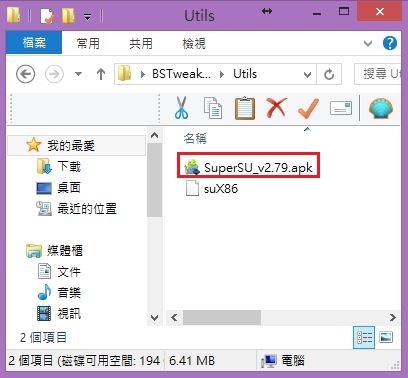 Utils
檔案 常用 共用 檢視
BSTweak... Utils 搜尋 U
名稱
我的最愛
下載
桌面
最近的位置
媒體櫃
文件
音樂
視訊
SuperSU_v2.79.apk
suX86
2 個項目
2 個項目 (磁碟可用空間: 194 6.41 MB 電腦